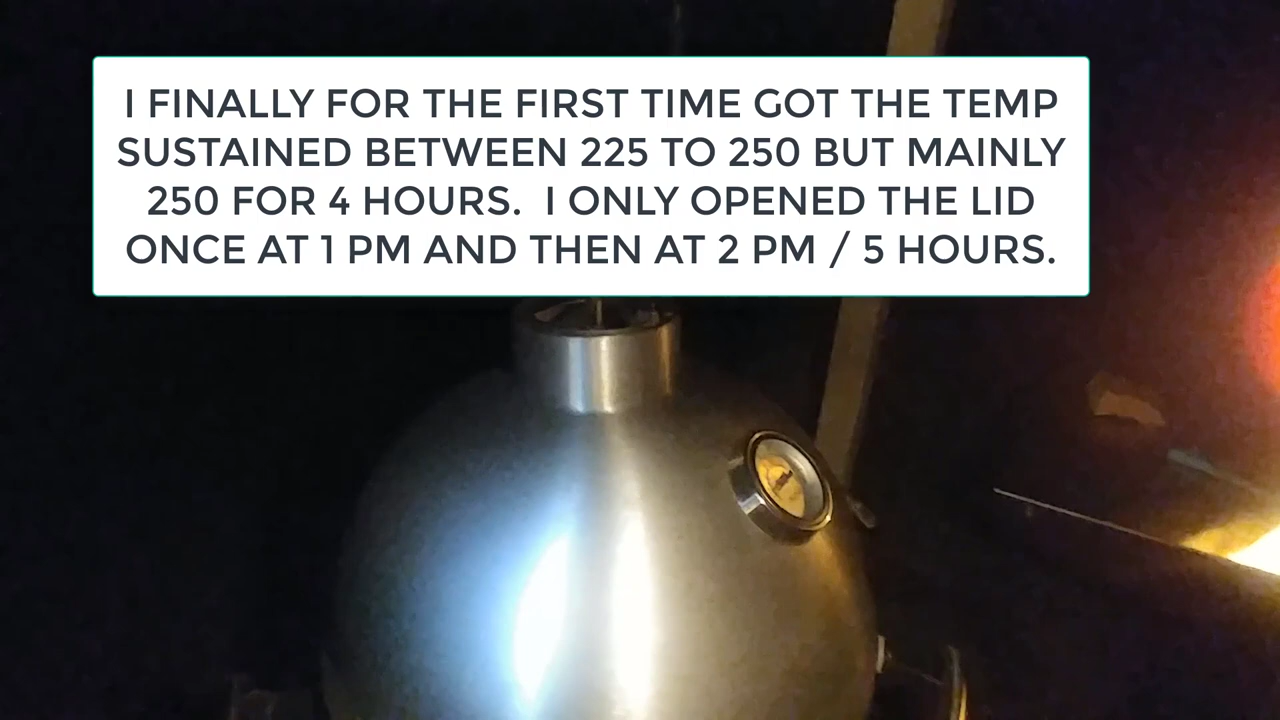 I FINALLY FOR THE FIRST TIME GOT THE TEMP
SUSTAINED BETWEEN 225 TO 250 BUT MAINLY
250 FOR 4 HOURS.  I ONLY OPENED THE LID
ONCE AT 1 PM AND THEN AT 2 PM / 5 HOURS.